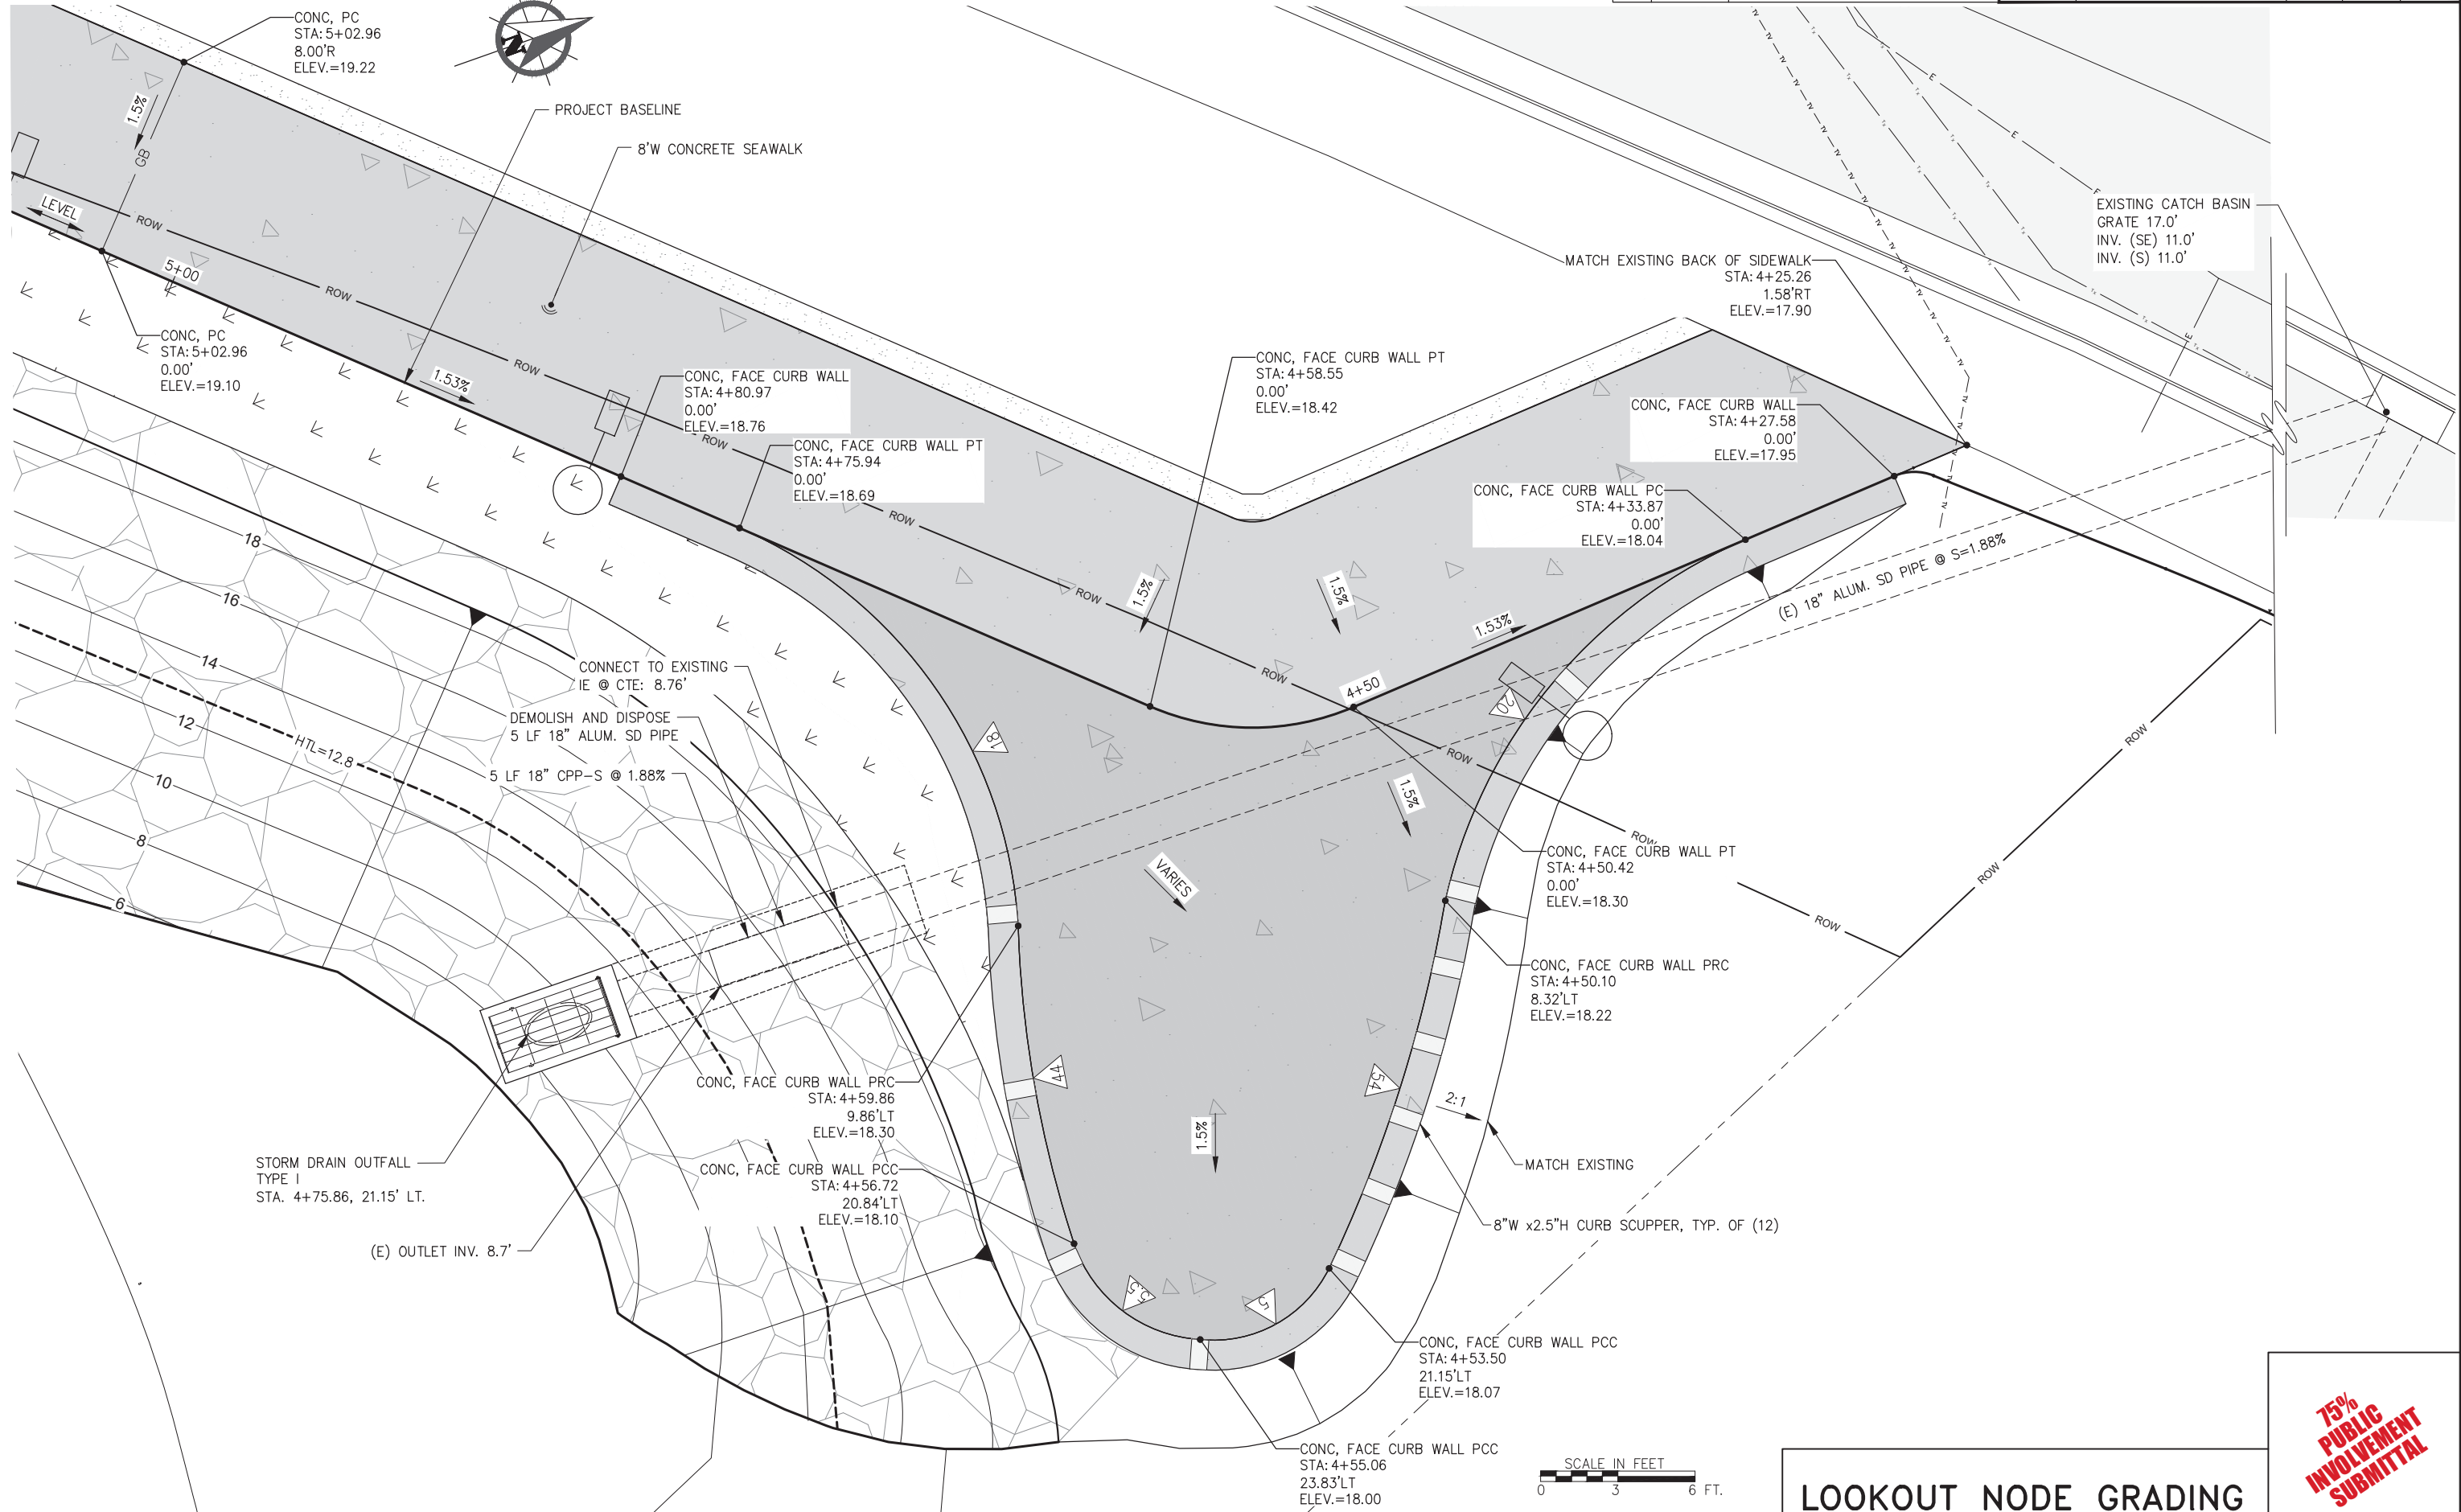 CONC, PC
STA: 5+02.96
8.00'R
ELEV.=19.22
N
PROJECT BASELINE
8'W CONCRETE SEAWALK
1.5%
GB
LEVEL
ROW
5+00
ROW
CONC, PC
STA: 5+02.96
0.00'
ELEV.=19.10
1.53%
ROW
CONC, FACE CURB WALL
STA: 4+80.97
0.00'
ELEV.=18.76
ROW
CONC, FACE CURB WALL PT
STA: 4+75.94
0.00'
ELEV.=18.69
ROW
CONC, FACE CURB WALL PT
STA: 4+58.55
0.00'
ELEV.=18.42
MATCH EXISTING BACK OF SIDEWALK
STA: 4+25.26
1.58'RT
ELEV.=17.90
EXISTING CATCH BASIN
GRATE 17.0'
INV. (SE) 11.0'
INV. (S) 11.0'
E
E
E
E
TV
TV
TV
CONC, FACE CURB WALL
STA: 4+27.58
0.00'
ELEV.=17.95
CONC, FACE CURB WALL PC
STA: 4+33.87
0.00'
ELEV.=18.04
(E) 18" ALUM. SD PIPE @ S=1.88%
1.5%
1.5%
1.53%
ROW
ROW
4+50
ROW
18
16
14
12
HTL=12.8
10
8
6
CONNECT TO EXISTING
IE @ CTE: 8.76'
DEMOLISH AND DISPOSE
5 LF 18" ALUM. SD PIPE
5 LF 18" CPP-S @ 1.88%
18
20
1.5%
VARIES
ROW
CONC, FACE CURB WALL PT
STA: 4+50.42
0.00'
ELEV.=18.30
ROW
ROW
ROW
CONC, FACE CURB WALL PRC
STA: 4+50.10
8.32'LT
ELEV.=18.22
CONC, FACE CURB WALL PRC
STA: 4+59.86
9.86'LT
ELEV.=18.30
44
54
2:1
1.5%
MATCH EXISTING
STORM DRAIN OUTFALL
TYPE I
STA. 4+75.86, 21.15' LT.
CONC, FACE CURB WALL PCC
STA: 4+56.72
20.84'LT
ELEV.=18.10
8"W x2.5"H CURB SCUPPER, TYP. OF (12)
(E) OUTLET INV. 8.7'
5.5
5
CONC, FACE CURB WALL PCC
STA: 4+53.50
21.15'LT
ELEV.=18.07
CONC, FACE CURB WALL PCC
STA: 4+55.06
23.83'LT
ELEV.=18.00
SCALE IN FEET
0 3 6 FT.
LOOKOUT NODE GRADING
75%
PUBLIC
INVOLVEMENT
SUBMITTAL